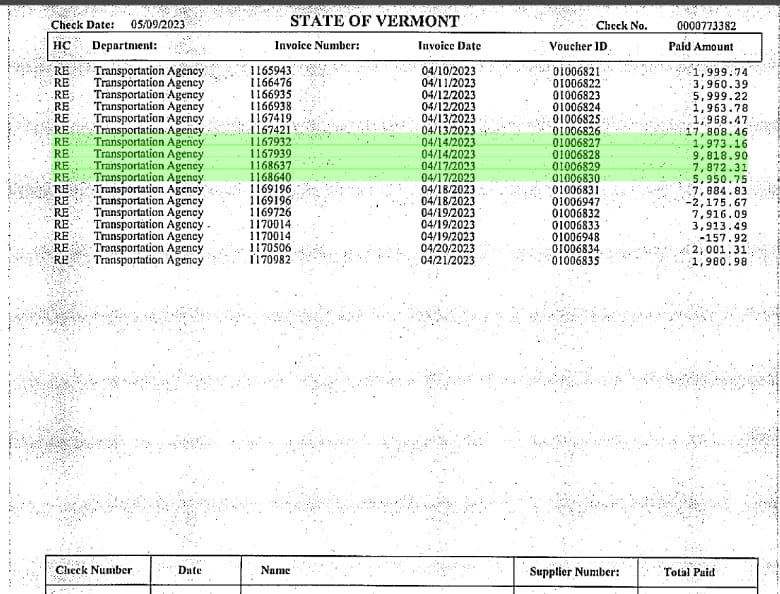 STATE OF VERMONT
Check Date: 05/09/2023 Check No. 0000773382
HC Department: Invoice Number: Invoice Date Voucher ID Paid Amount
RE Transportation Agency 1165943 04/10/2023 01006821 1,999.74
RE Transportation Agency 1166476 04/11/2023 01006822 3,960.39
RE Transportation Agency 1166935 04/12/2023 01006823 5,999.22
RE Transportation Agency 1166938 04/12/2023 01006824 1,963.78
RE Transportation Agency 1167419 04/13/2023 01006825 1,968.47
RE Transportation Agency 1167421 04/13/2023 01006826 17,808.46
RE Transportation Agency 1167932 04/14/2023 01006827 1,973.16
RE Transportation Agency 1167939 04/14/2023 01006828 9,818.90
RE Transportation Agency 1168637 04/17/2023 01006829 7,872.31
RE Transportation Agency 1168640 04/17/2023 01006830 5,950.75
RE Transportation Agency 1169196 04/18/2023 01006831 7,884.83
RE Transportation Agency 1169196 04/18/2023 01006947 -2,175.67
RE Transportation Agency 1169726 04/19/2023 01006832 7,916.09
RE Transportation Agency 1170014 04/19/2023 01006833 3,913.49
RE Transportation Agency 1170014 04/19/2023 01006948 -157.92
RE Transportation Agency 1170506 04/20/2023 01006834 2,001.31
RE Transportation Agency 1170982 04/21/2023 01006835 1,980.98
Check Number Date Name Supplier Number: Total Paid